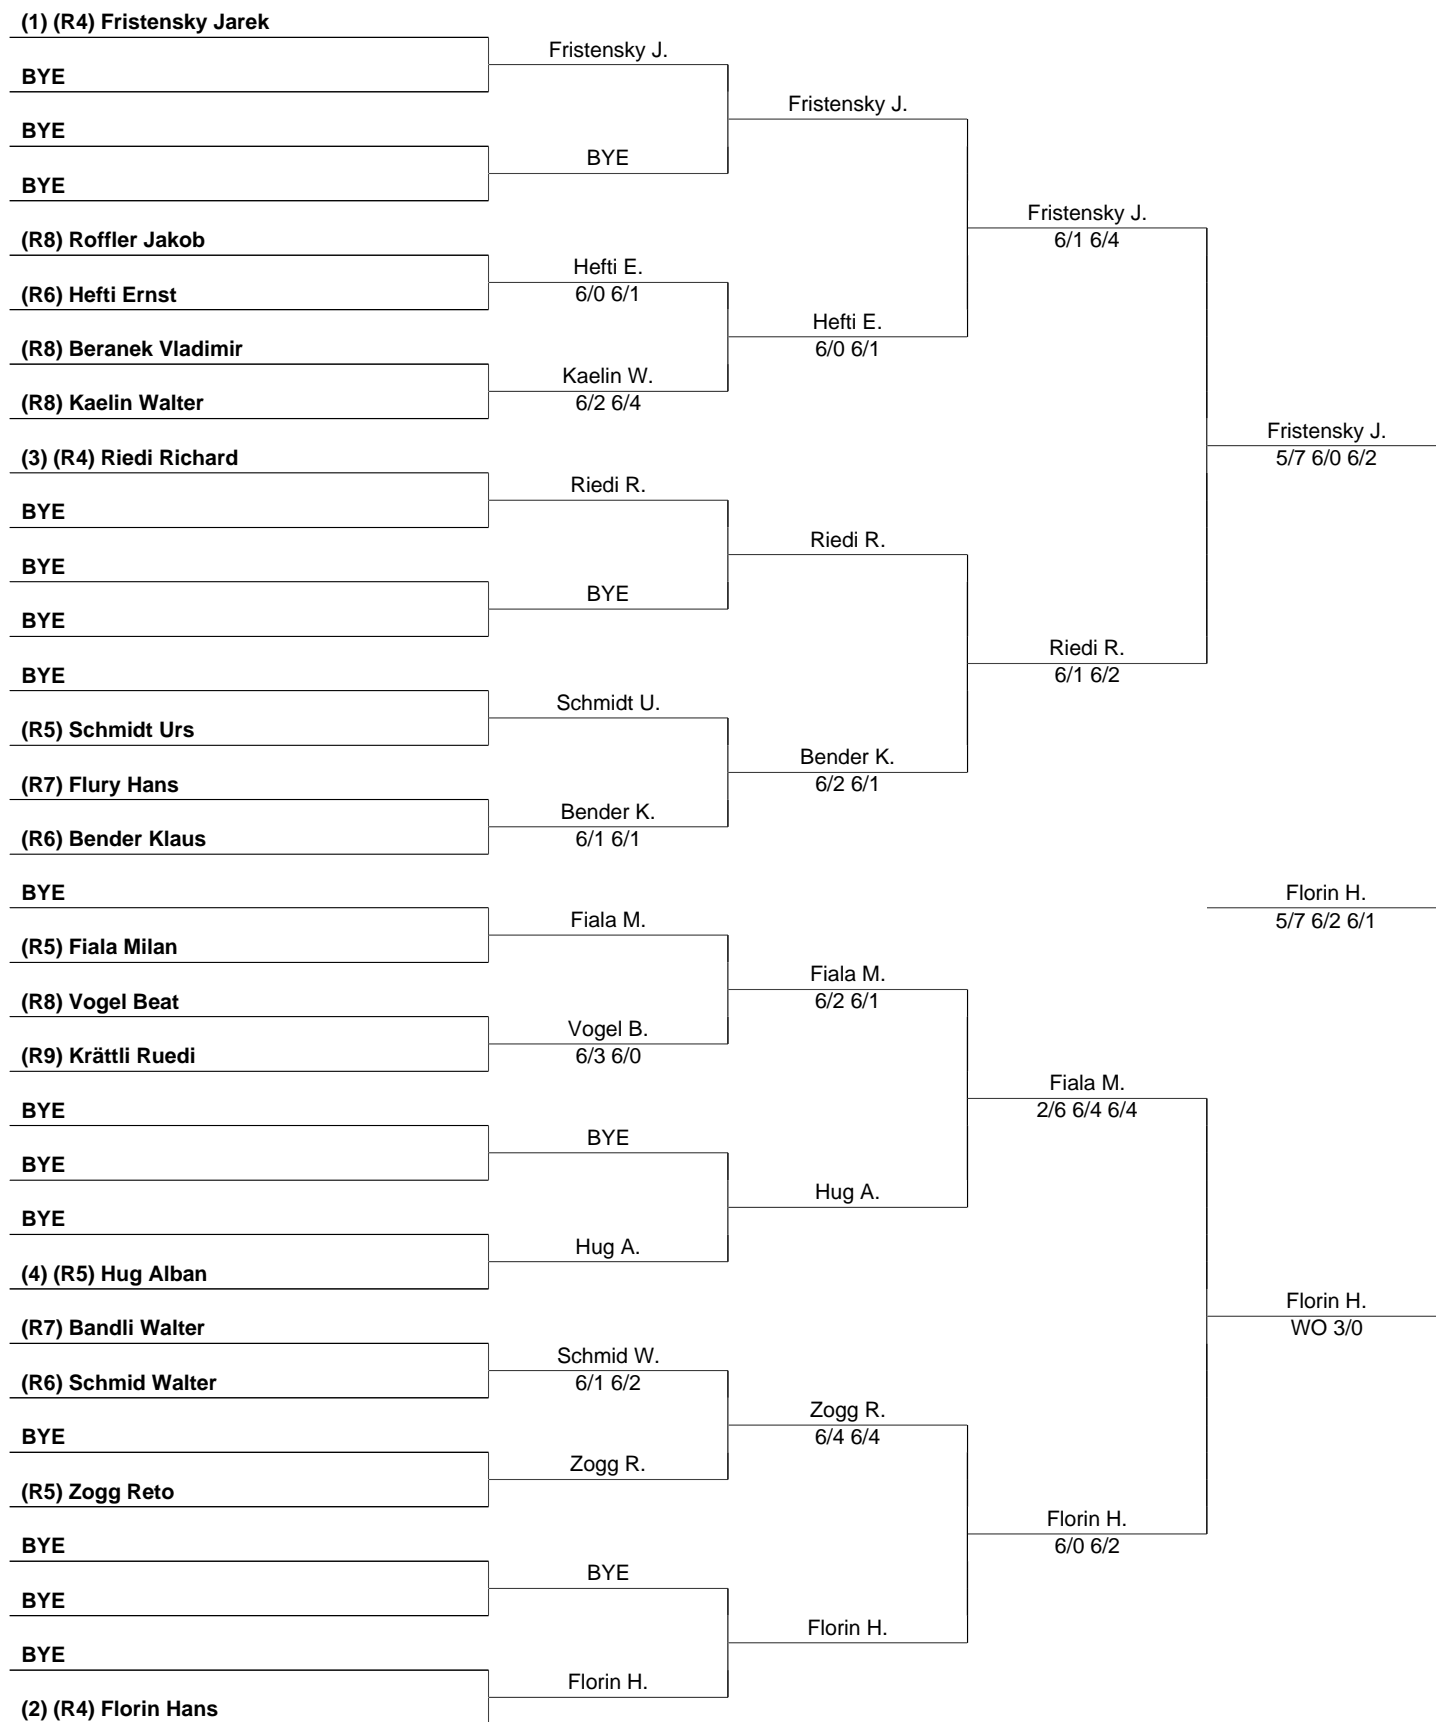 (1) (R4) Fristensky Jarek
BYE
BYE
BYE
(R8) Roffler Jakob
(R6) Hefti Ernst
(R8) Beranek Vladimir
(R8) Kaelin Walter
(3) (R4) Riedi Richard
BYE
BYE
BYE
BYE
(R5) Schmidt Urs
(R7) Flury Hans
(R6) Bender Klaus
BYE
(R5) Fiala Milan
(R8) Vogel Beat
(R9) Krättli Ruedi
BYE
BYE
BYE
(4) (R5) Hug Alban
(R7) Bandli Walter
(R6) Schmid Walter
BYE
(R5) Zogg Reto
BYE
BYE
BYE
(2) (R4) Florin Hans
Fristensky J.
BYE
Hefti E.
6/0 6/1
Kaelin W.
6/2 6/4
Riedi R.
BYE
Schmidt U.
Bender K.
6/1 6/1
Fiala M.
Vogel B.
6/3 6/0
BYE
Hug A.
Schmid W.
6/1 6/2
Zogg R.
BYE
Florin H.
Fristensky J.
Hefti E.
6/0 6/1
Riedi R.
Bender K.
6/2 6/1
Fiala M.
6/2 6/1
Hug A.
Zogg R.
6/4 6/4
Florin H.
Fristensky J.
6/1 6/4
Riedi R.
6/1 6/2
Fiala M.
2/6 6/4 6/4
Florin H.
6/0 6/2
Fristensky J.
5/7 6/0 6/2
Florin H.
5/7 6/2 6/1
Florin H.
WO 3/0